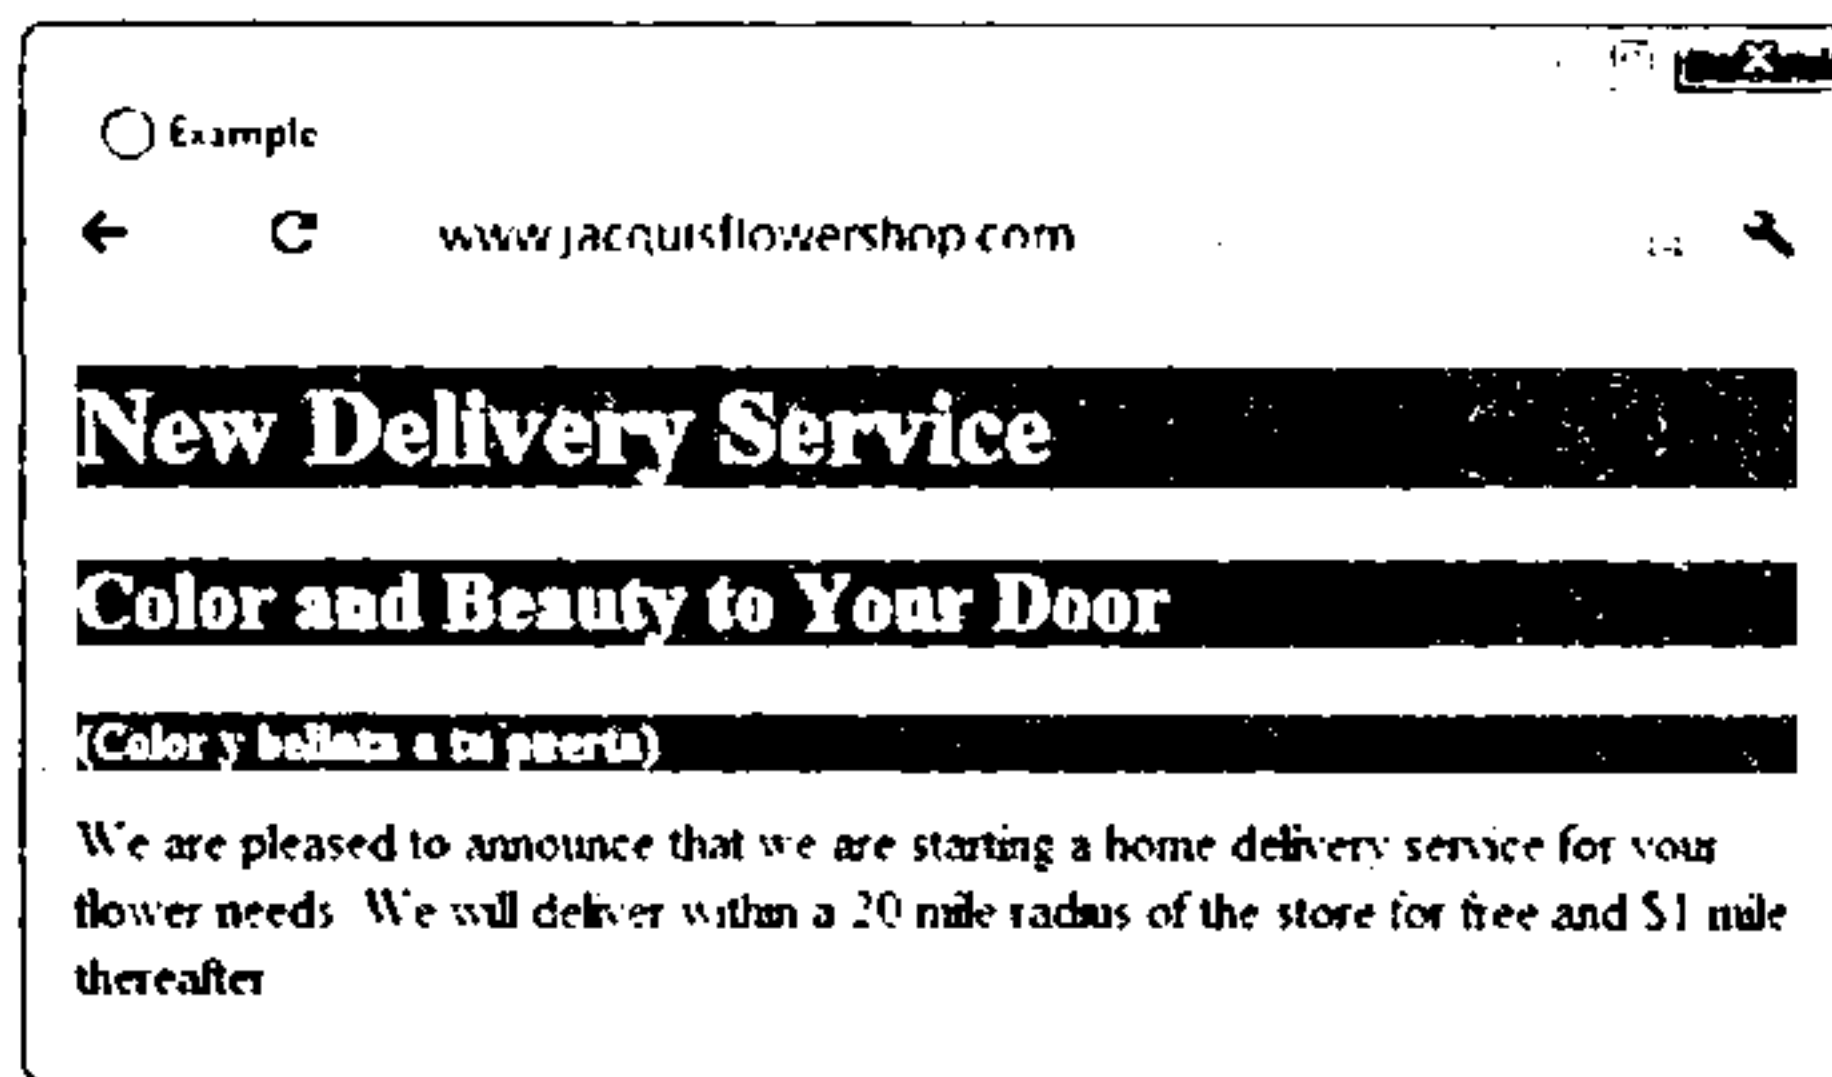 Example
www.jacquisflowershop.com
New Delivery Service
Color and Beauty to Your Door
(Color y belleza a tu puerta)
We are pleased to announce that we are starting a home delivery service for your
flower needs. We will deliver within a 20 mile radius of the store for free and $1 mile
thereafter